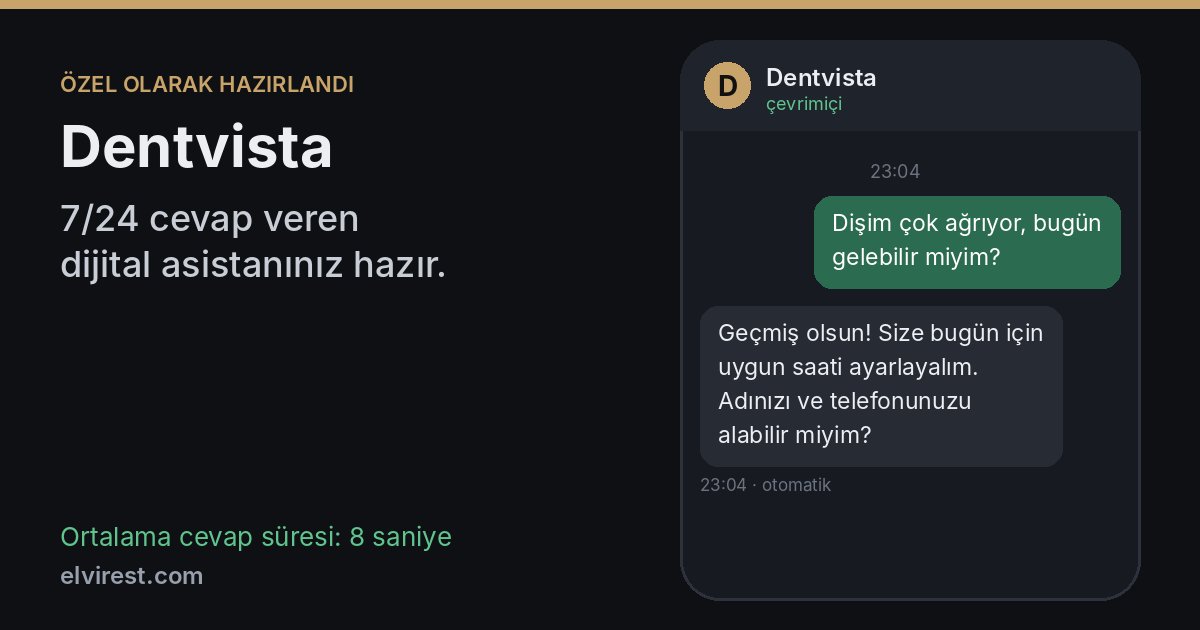 ÖZEL OLARAK HAZIRLANDI
Dentvista
7/24 cevap veren
dijital asistanınız hazır.
Ortalama cevap süresi: 8 saniye
elvirest.com
D
Dentvista
çevrimiçi
23:04
Dişim çok ağrıyor, bugün
gelebilir miyim?
Geçmiş olsun! Size bugün için
uygun saati ayarlayalım.
Adınızı ve telefonunuzu
alabilir miyim?
23:04 · otomatik